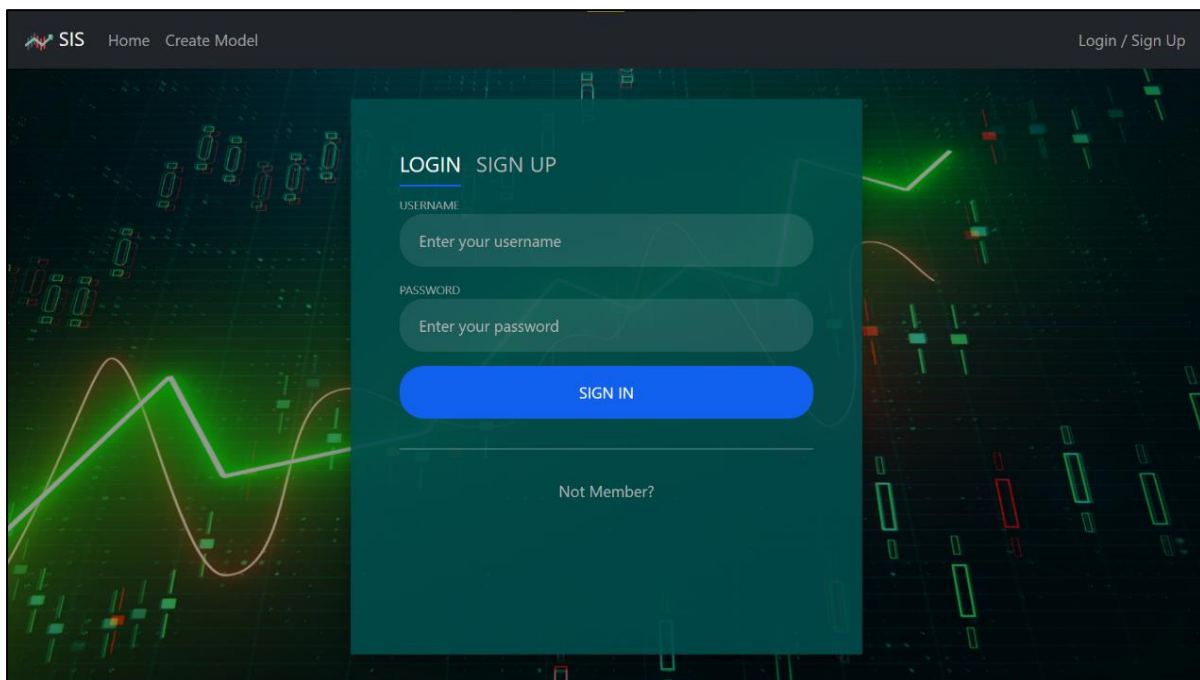 SIS Home Create Model Login / Sign Up
LOGIN SIGN UP
USERNAME
Enter your username
PASSWORD
Enter your password
SIGN IN
Not Member?